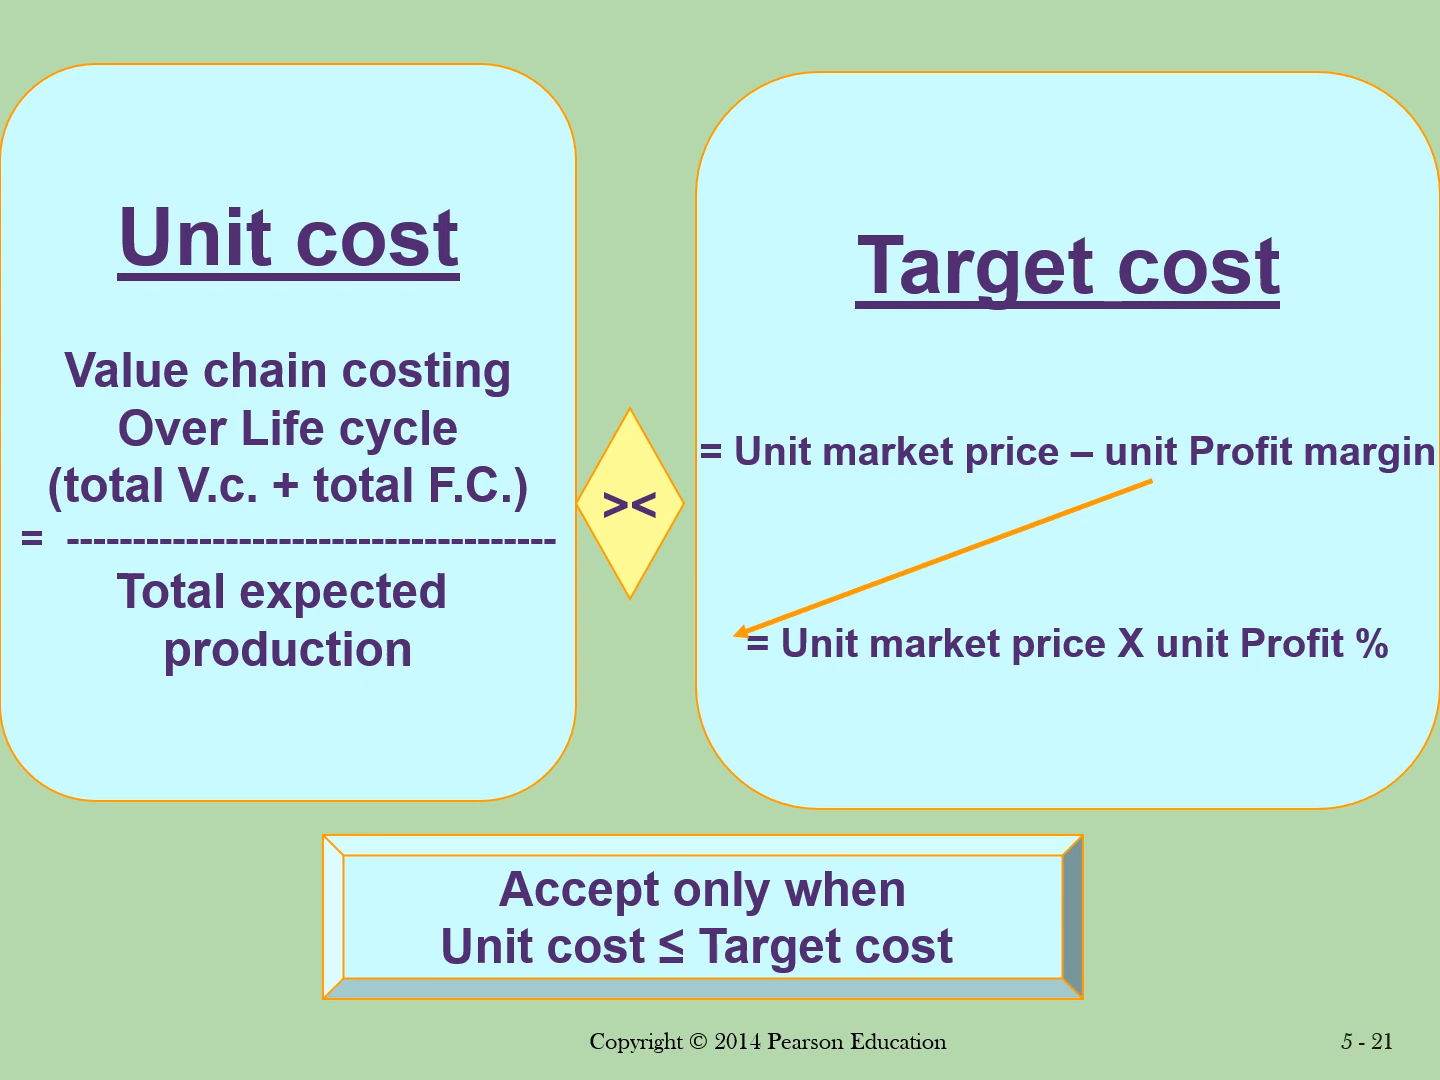 Unit cost
Value chain costing
Over Life cycle
(total V.c. + total F.C.)
= -------------------------------------
Total expected
production
><
Target cost
= Unit market price – unit Profit margin
= Unit market price X unit Profit %
Accept only when
Unit cost ≤ Target cost
Copyright © 2014 Pearson Education
5 - 21